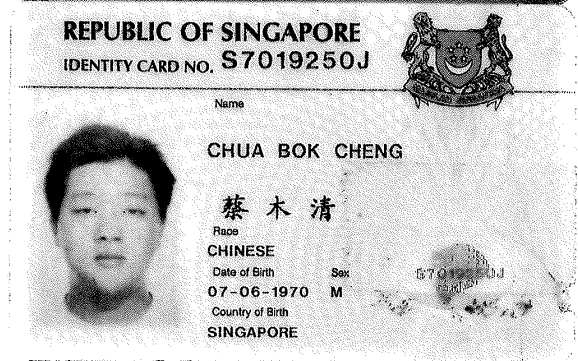 REPUBLIC OF SINGAPORE
IDENTITY CARD NO. S7019250J
Name
CHUA BOK CHENG
蔡木清
Race
CHINESE
Date of Birth Sex
07-06-1970 M
Country of Birth
SINGAPORE